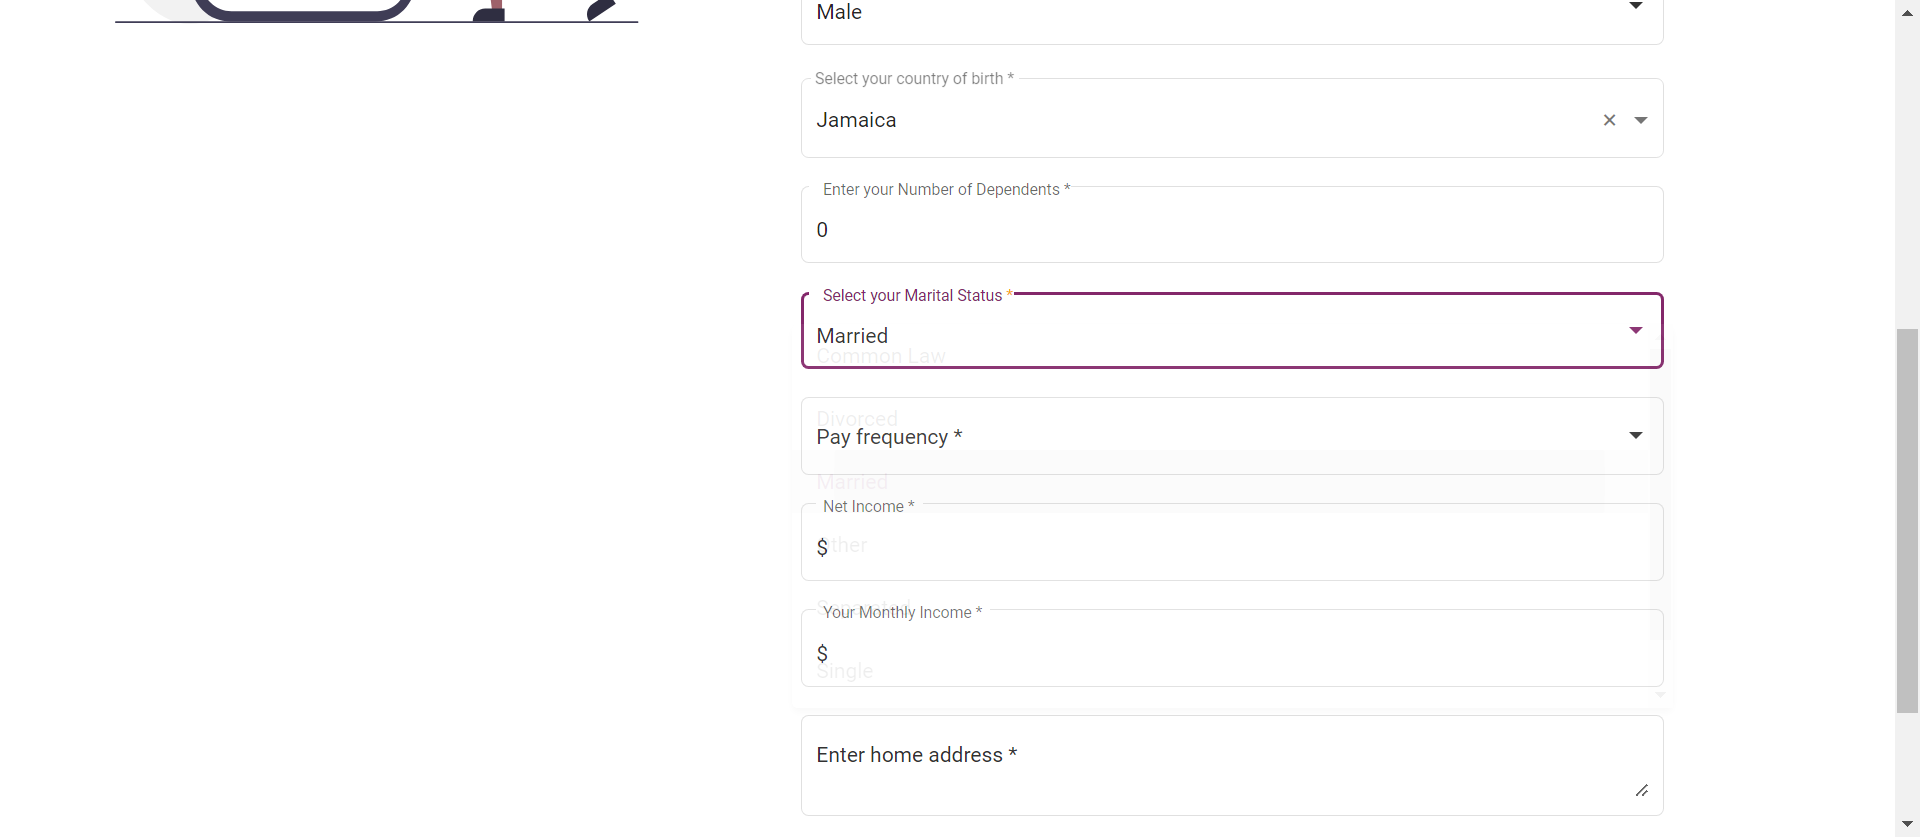 Male
Select your country of birth *
Jamaica
Enter your Number of Dependents *
0
Select your Marital Status *
Married
Common Law
Divorced
Pay frequency *
Married
Net Income *
$
Other
Separated
Your Monthly Income *
$
Single
Enter home address *